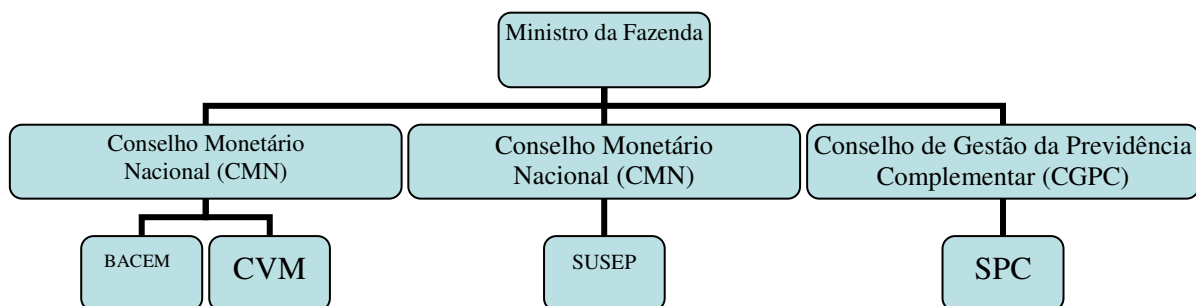 Ministro da Fazenda
Conselho Monetário
Nacional (CMN)
Conselho Monetário
Nacional (CMN)
Conselho de Gestão da Previdência
Complementar (CGPC)
BACEM
CVM
SUSEP
SPC